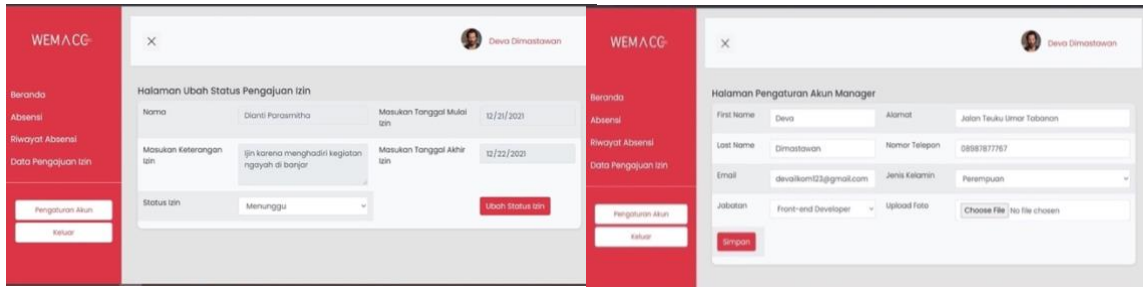 WEMACC
Deva Dimastawan
Beranda
Absensi
Riwayat Absensi
Data Pengajuan Izin
Pengaturan Akun
Keluar
Halaman Ubah Status Pengajuan Izin
Nama
Dianti Parasmitha
Masukan Tanggal Mulai
Izin
12/21/2021
Masukan Keterangan
Izin
Ijin karena menghadiri kegiatan
ngayah di banjar
Masukan Tanggal Akhir
Izin
12/22/2021
Status Izin
Menunggu
Ubah Status Izin
WEMACC
Deva Dimastawan
Beranda
Absensi
Riwayat Absensi
Data Pengajuan Izin
Pengaturan Akun
Keluar
Halaman Pengaturan Akun Manager
First Name
Deva
Alamat
Jalan Teuku Umar Tabanan
Last Name
Dimastawan
Nomor Telepon
08987877767
Email
devailkom123@gmail.com
Jenis Kelamin
Perempuan
Jabatan
Front-end Developer
Upload Foto
Choose File No file chosen
Simpan